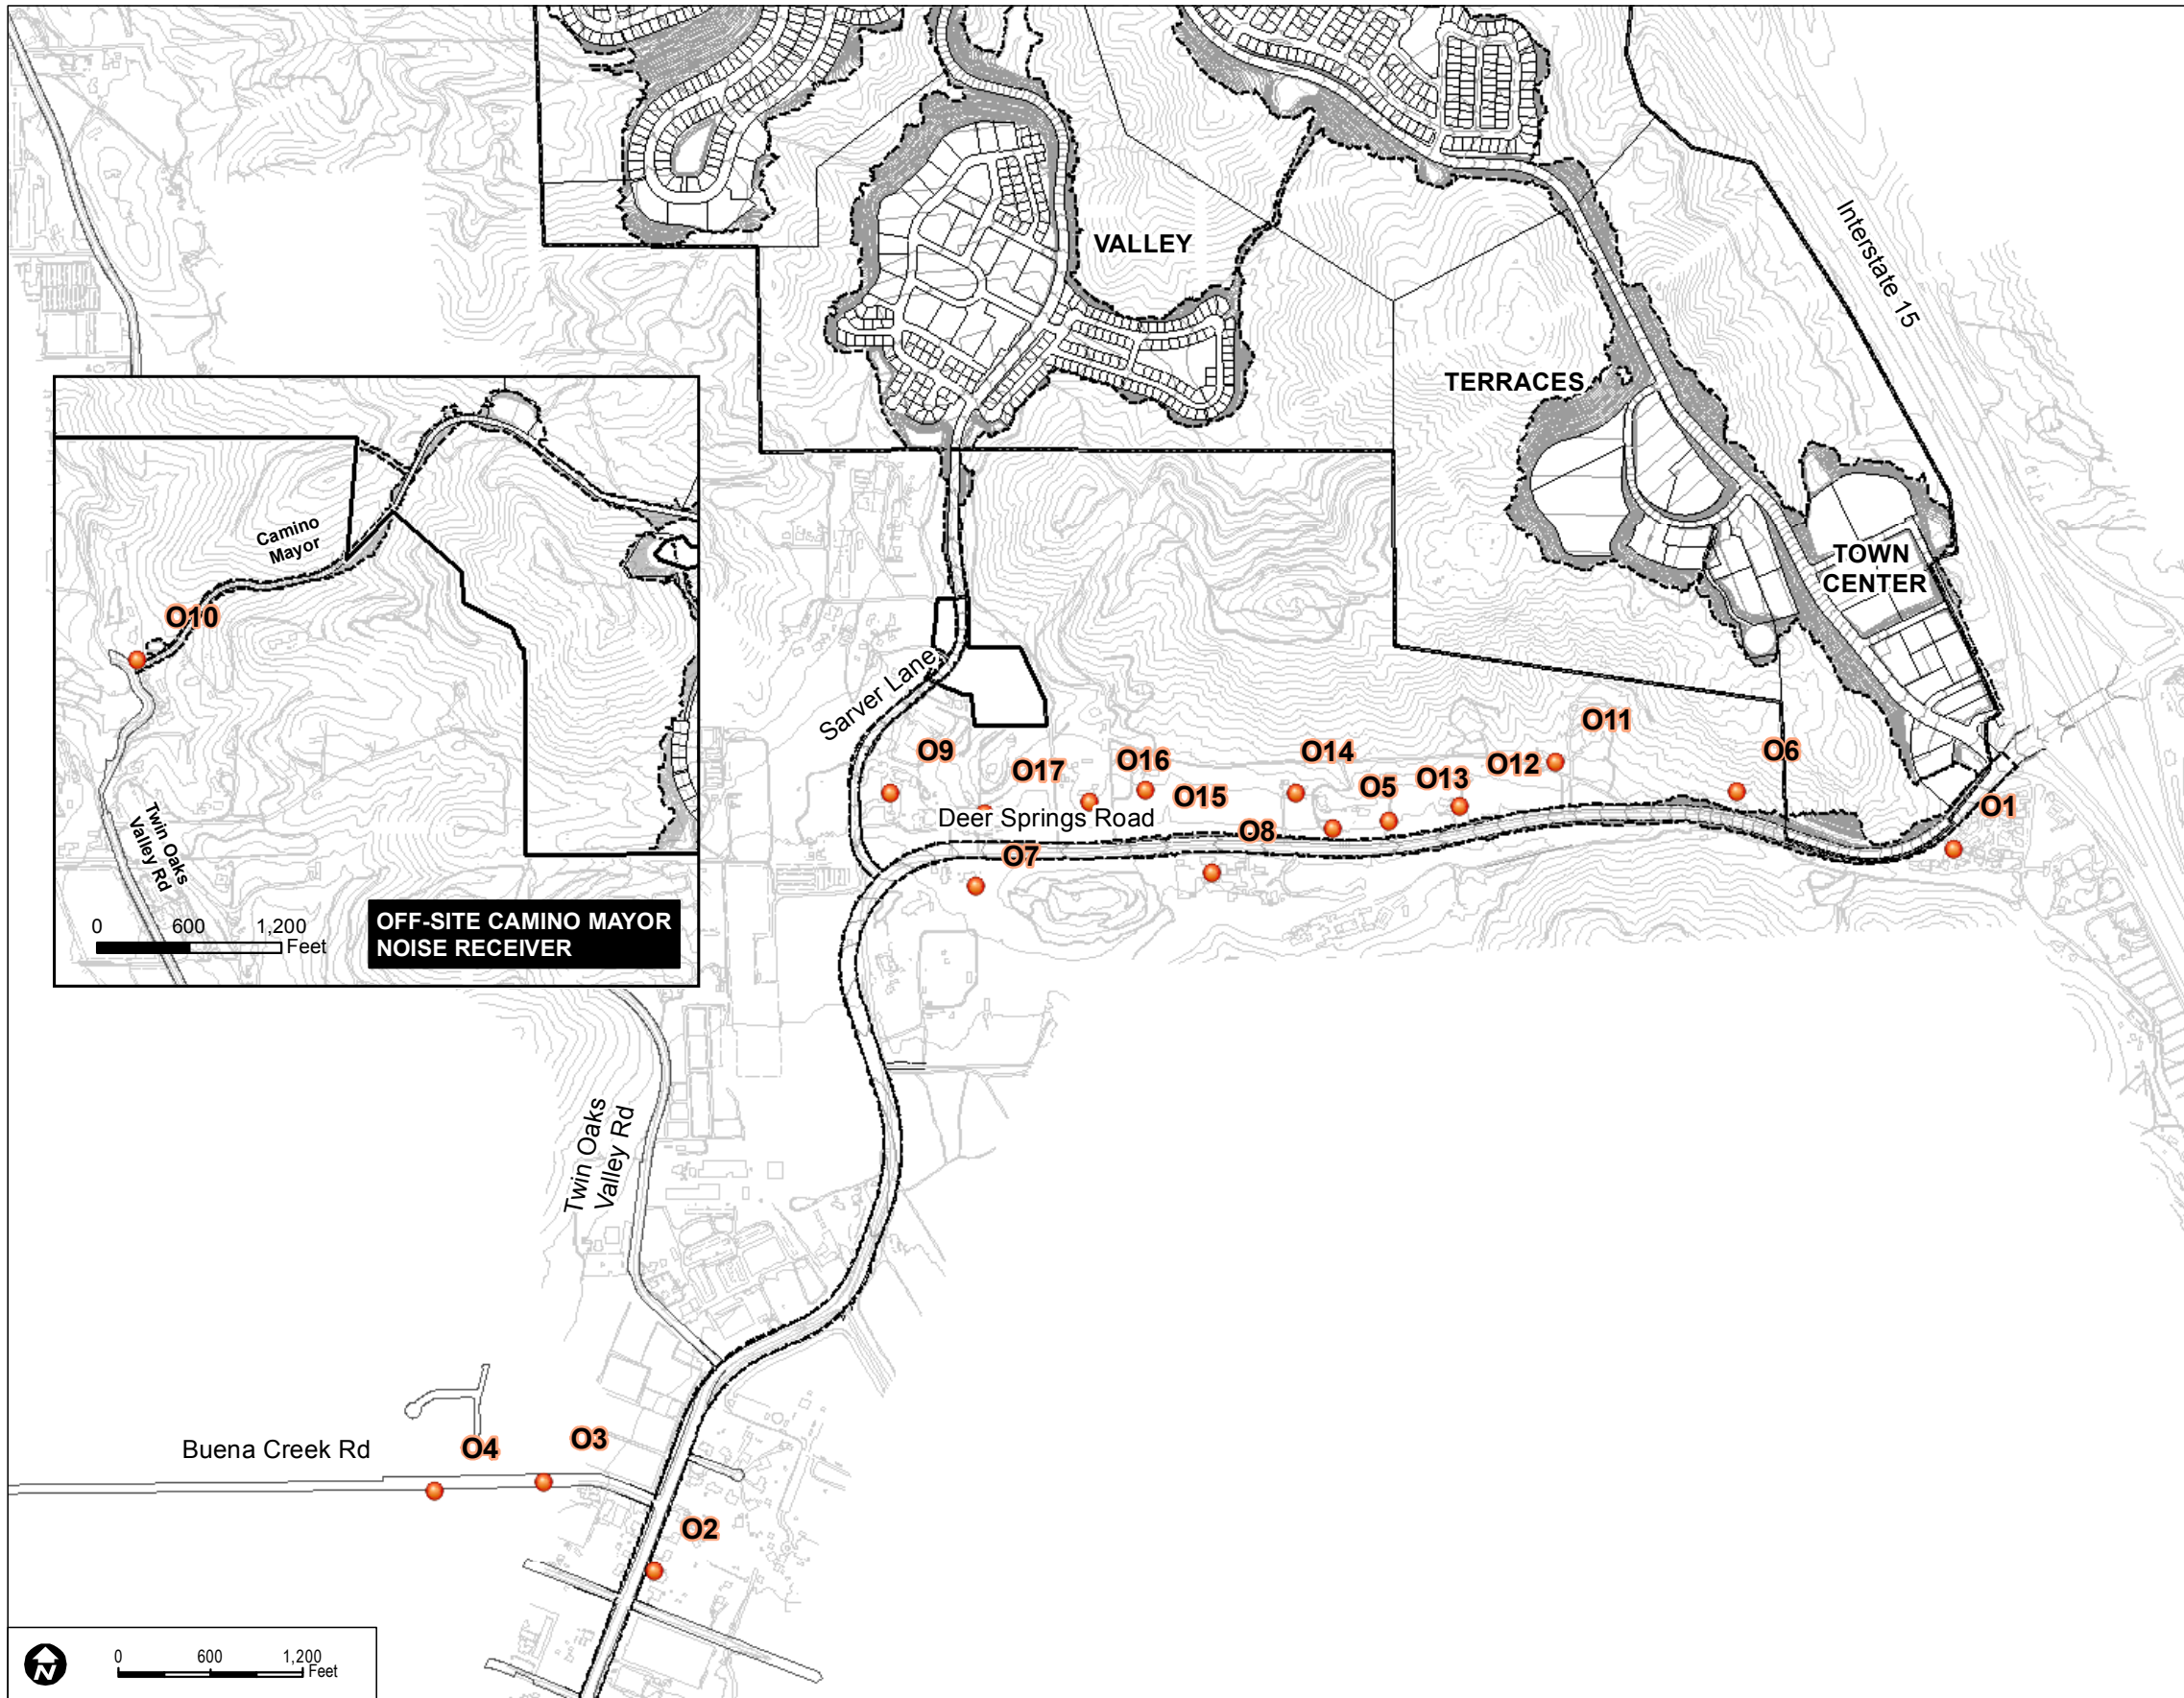 Interstate 15
VALLEY
TERRACES
TOWN
CENTER
Camino
Mayor
O10
Twin Oaks
Valley Rd
0 600 1,200
Feet
OFF-SITE CAMINO MAYOR
NOISE RECEIVER
Sarver Lane
O11
O9
O14
O6
O16
O12
O17
O13
O5
O15
O1
Deer Springs Road
O8
O7
Twin Oaks
Valley Rd
O3
O4
Buena Creek Rd
O2
N
0 600 1,200
Feet